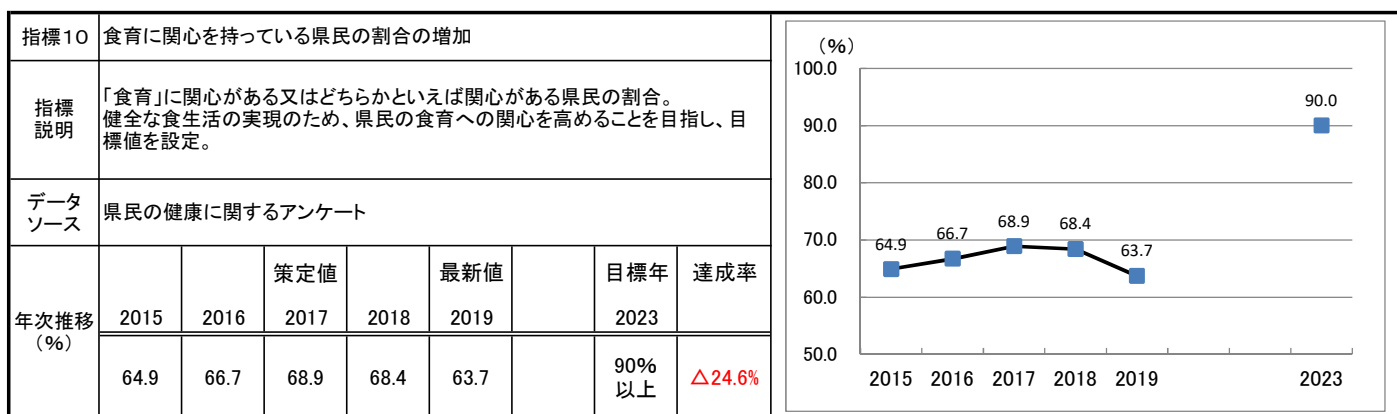 指標10 食育に関心を持っている県民の割合の増加
指標
説明
「食育」に関心がある又はどちらかといえば関心がある県民の割合。
健全な食生活の実現のため、県民の食育への関心を高めることを目指し、目
標値を設定。
データ
ソース
県民の健康に関するアンケート
年次推移
(%)
策定値 最新値 目標年 達成率
2015 2016 2017 2018 2019 2023
64.9 66.7 68.9 68.4 63.7 90%
以上 △24.6%
(%)
100.0
90.0
80.0
70.0
60.0
50.0
64.9 66.7 68.9 68.4 63.7 90.0
2015 2016 2017 2018 2019 2023